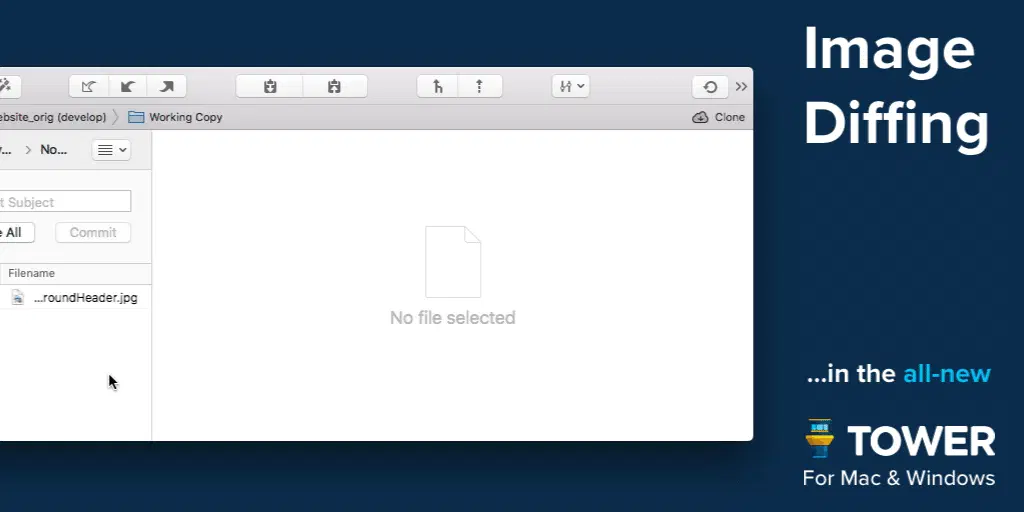 Image
Diffing
ebsite_orig (develop)
Working Copy
Clone
...
No...
t Subject
e All
Commit
Filename
...roundHeader.jpg
No file selected
...in the all-new
TOWER
For Mac & Windows